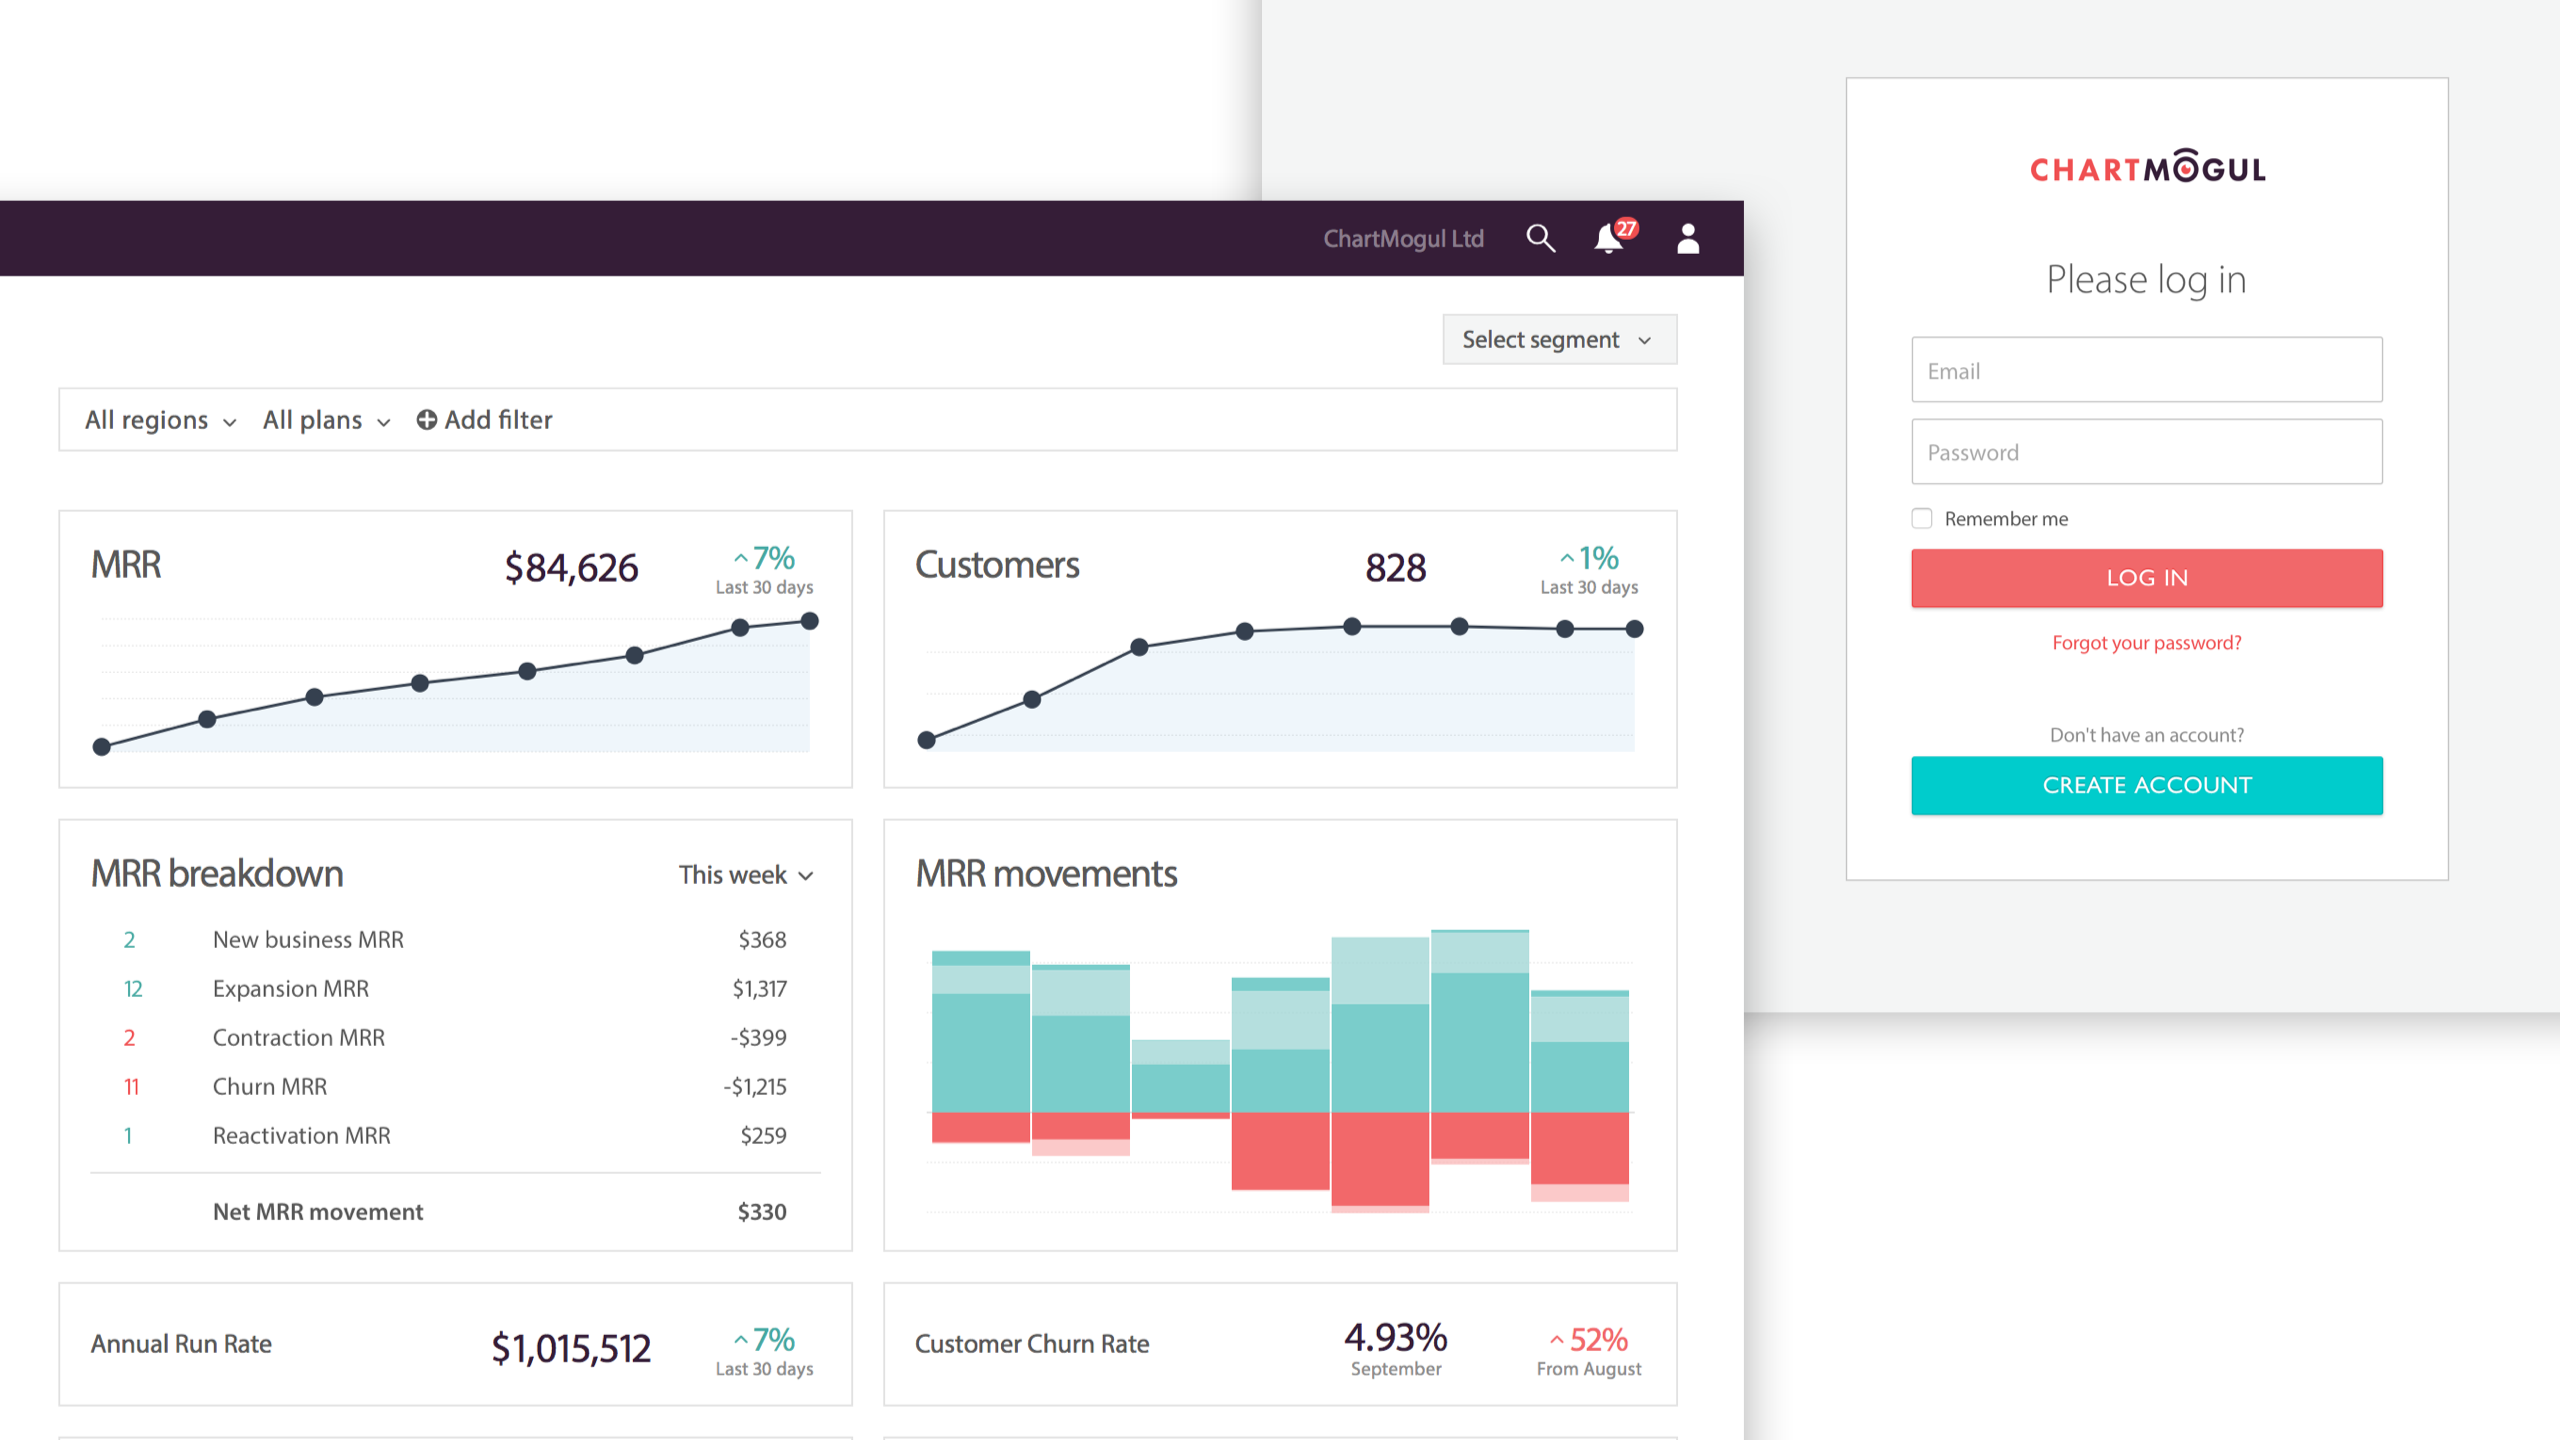 ChartMogul Ltd
27
Select segment
All regions All plans Add filter
MRR $84,626 7%
Last 30 days
Customers 828 1%
Last 30 days
MRR breakdown This week
2 New business MRR $368
12 Expansion MRR $1,317
2 Contraction MRR -$399
11 Churn MRR -$1,215
1 Reactivation MRR $259
Net MRR movement $330
MRR movements
Annual Run Rate $1,015,512 7%
Last 30 days
Customer Churn Rate 4.93% 52%
September From August
CHARTMOGUL
Please log in
Email
Password
Remember me
LOG IN
Forgot your password?
Don't have an account?
CREATE ACCOUNT